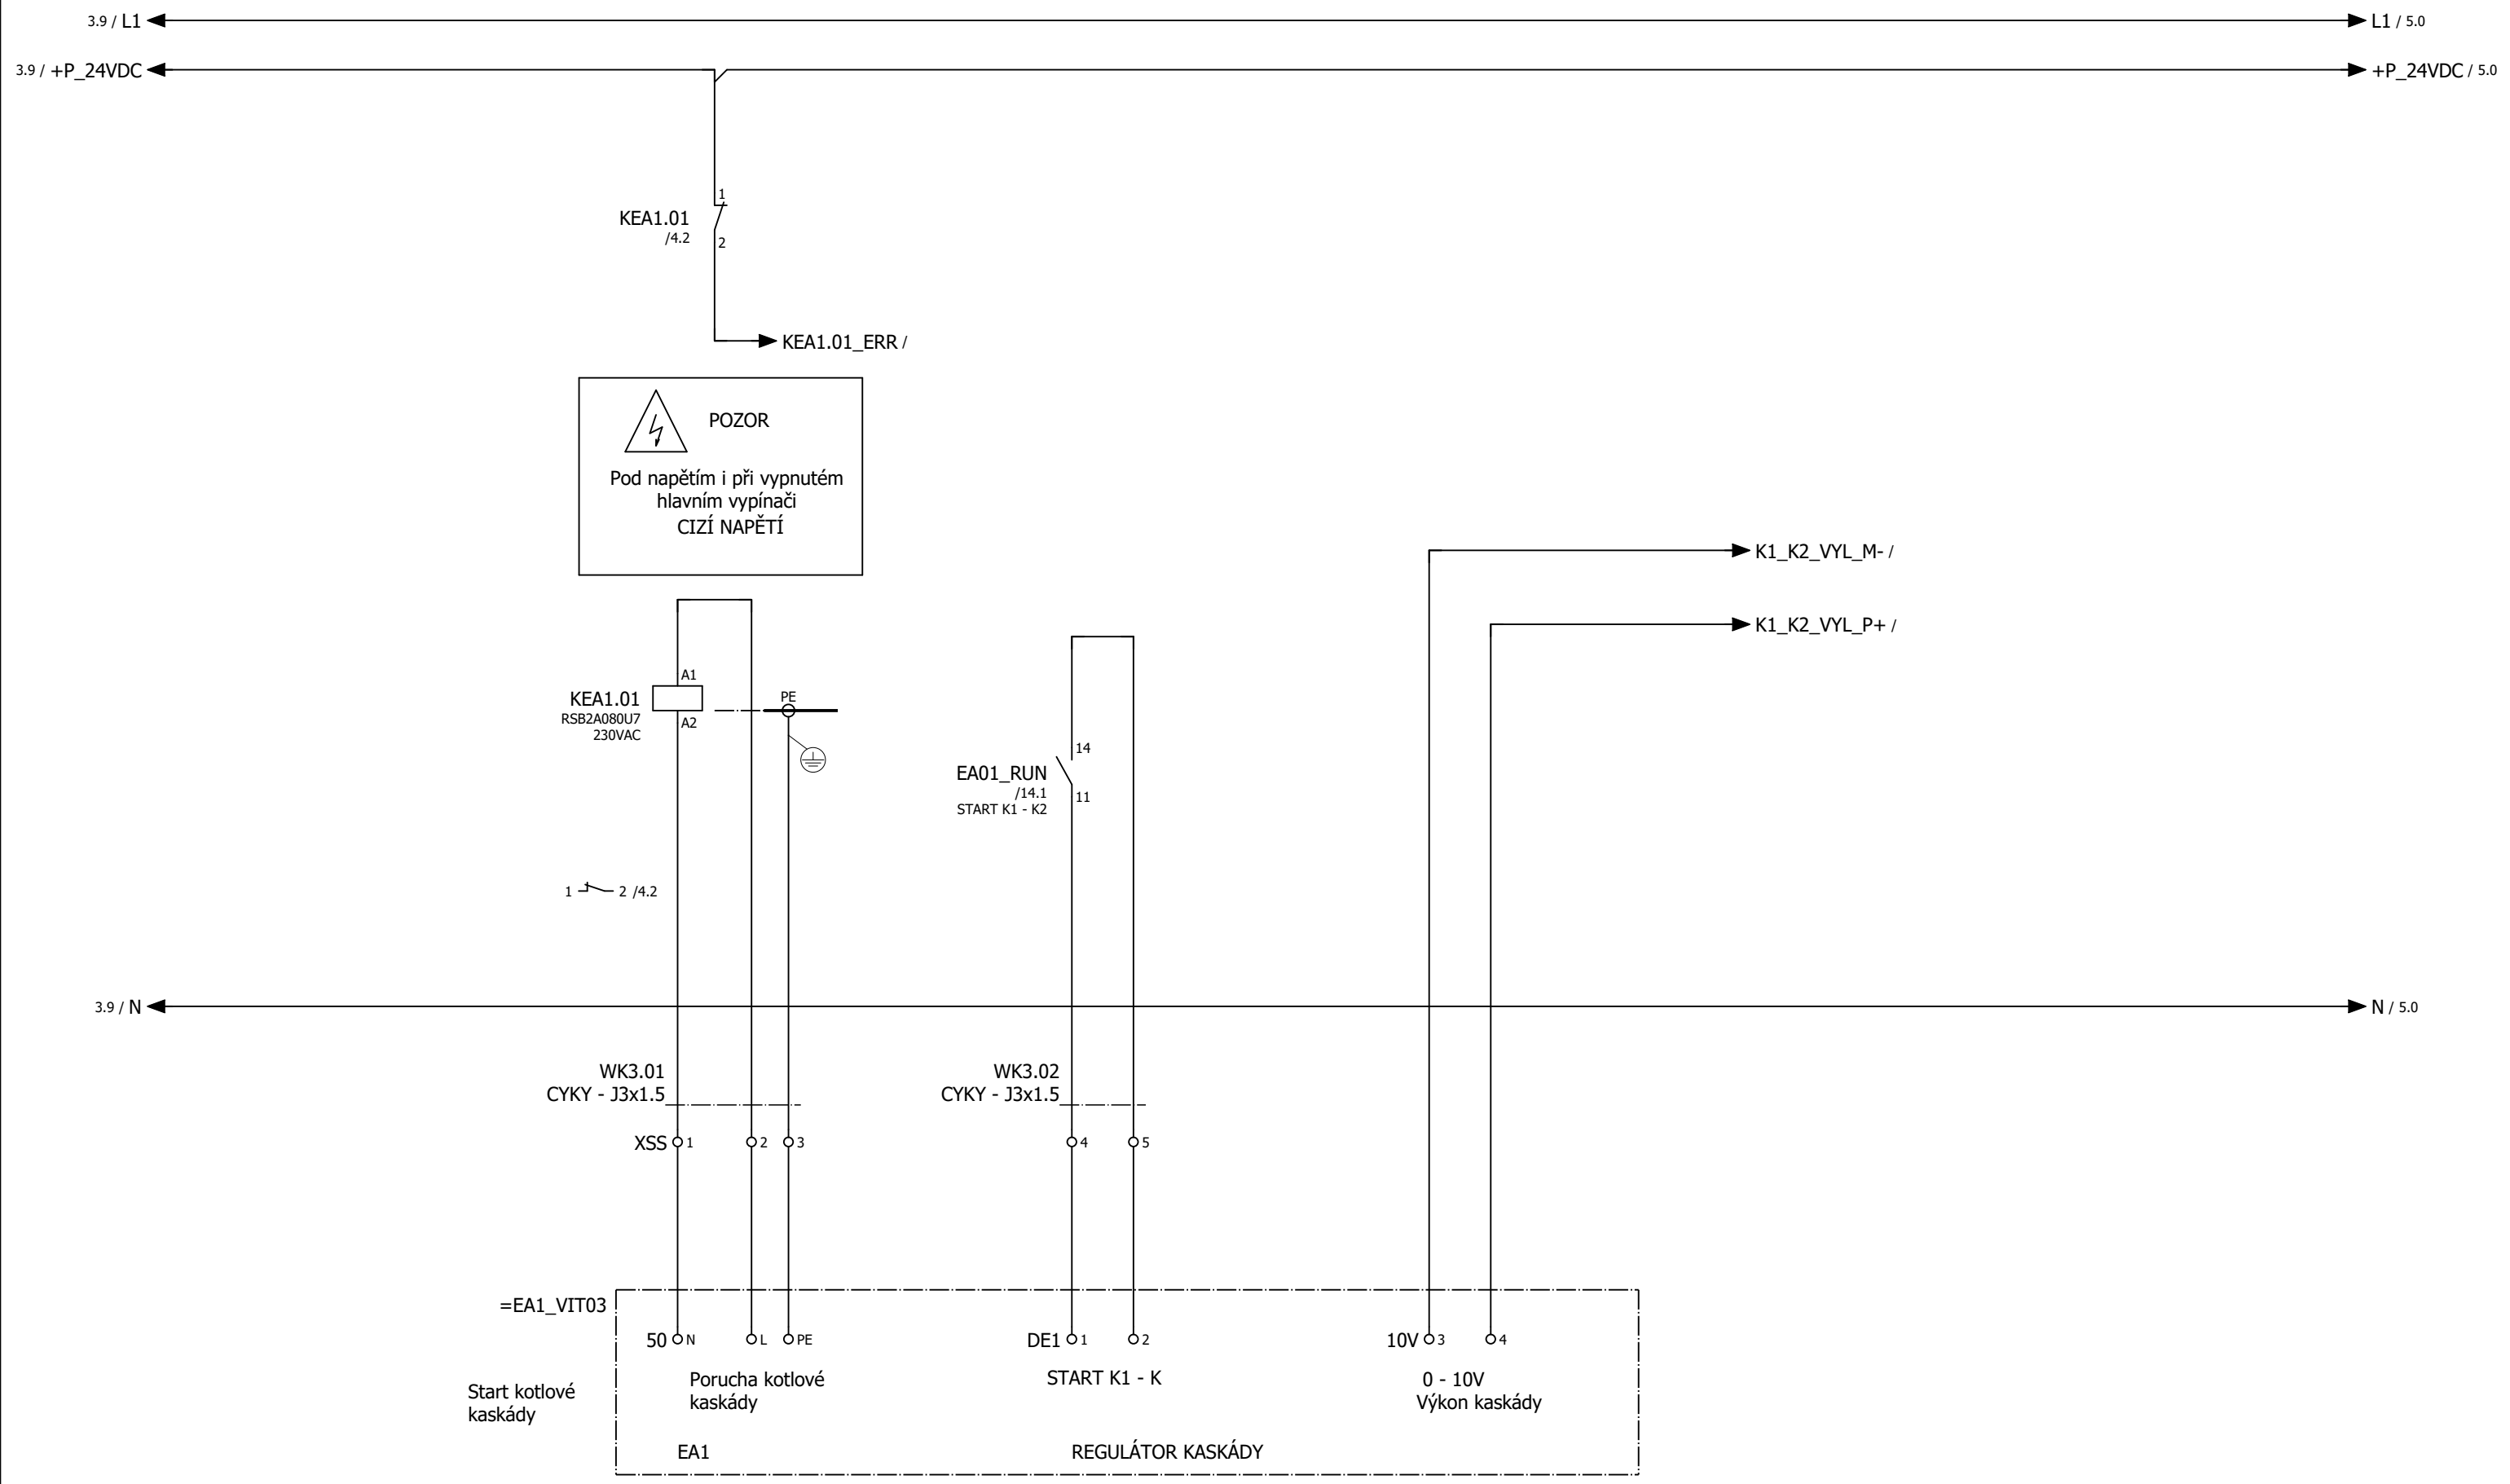 3.9 / L1
L1 / 5.0
3.9 / +P_24VDC
+P_24VDC / 5.0
1
KEA1.01
/4.2
2
KEA1.01_ERR /
POZOR
Pod napětím i při vypnutém
hlavním vypínači
CIZÍ NAPĚTÍ
K1_K2_VYL_M- /
K1_K2_VYL_P+ /
A1
KEA1.01
RSB2A080U7
230VAC
A2
PE
14
EA01_RUN
/14.1
START K1 - K2
11
1 2 /4.2
3.9 / N
N / 5.0
WK3.01
CYKY - J3x1.5
WK3.02
CYKY - J3x1.5
XSS 1 2 3 4 5
=EA1_VIT03
50 N L PE
DE1 1 2
10V 3 4
Start kotlové
kaskády
Porucha kotlové
kaskády
START K1 - K
0 - 10V
Výkon kaskády
EA1
REGULÁTOR KASKÁDY